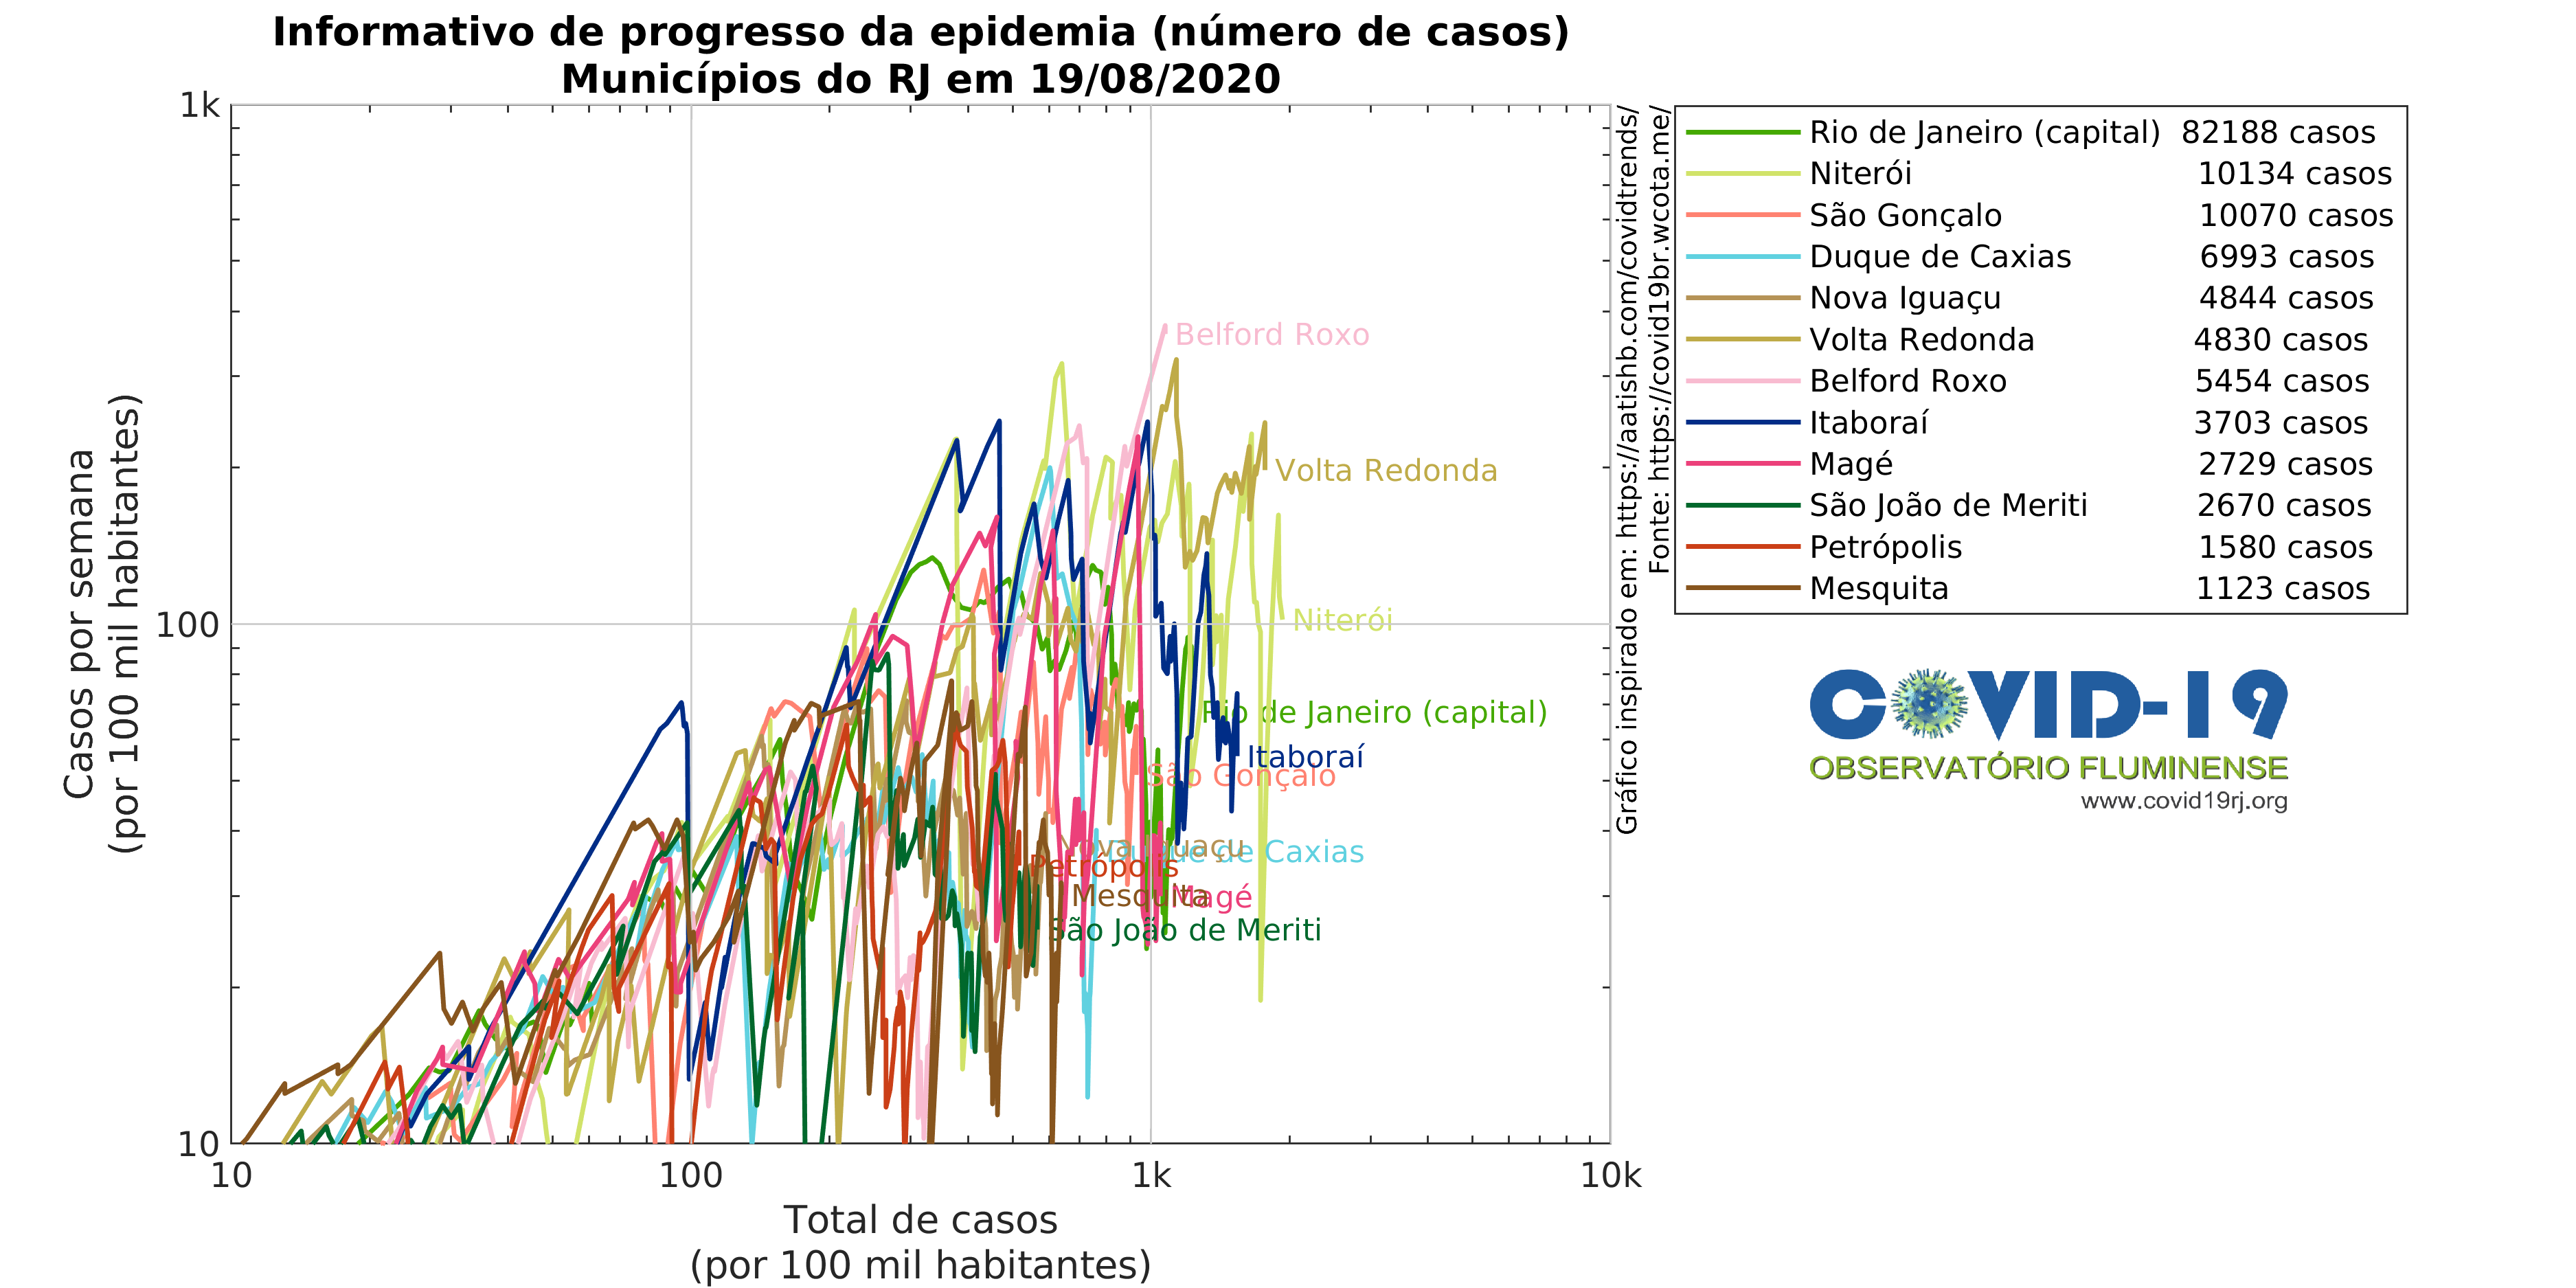 Informativo de progresso da epidemia (número de casos)
Municípios do RJ em 19/08/2020
1k
100
10
10
100
1k
10k
Casos por semana
(por 100 mil habitantes)
Total de casos
(por 100 mil habitantes)
Belford Roxo
Volta Redonda
Niterói
Rio de Janeiro (capital)
Itaboraí
São Gonçalo
Nova Iguaçu
Duque de Caxias
Petrópolis
Mesquita
Magé
São João de Meriti
Gráfico inspirado em: https://aatishb.com/covidtrends/
Fonte: https://covid19br.wcota.me/
Rio de Janeiro (capital) 82188 casos
Niterói 10134 casos
São Gonçalo 10070 casos
Duque de Caxias 6993 casos
Nova Iguaçu 4844 casos
Volta Redonda 4830 casos
Belford Roxo 5454 casos
Itaboraí 3703 casos
Magé 2729 casos
São João de Meriti 2670 casos
Petrópolis 1580 casos
Mesquita 1123 casos
COVID-19
OBSERVATÓRIO FLUMINENSE
www.covid19rj.org